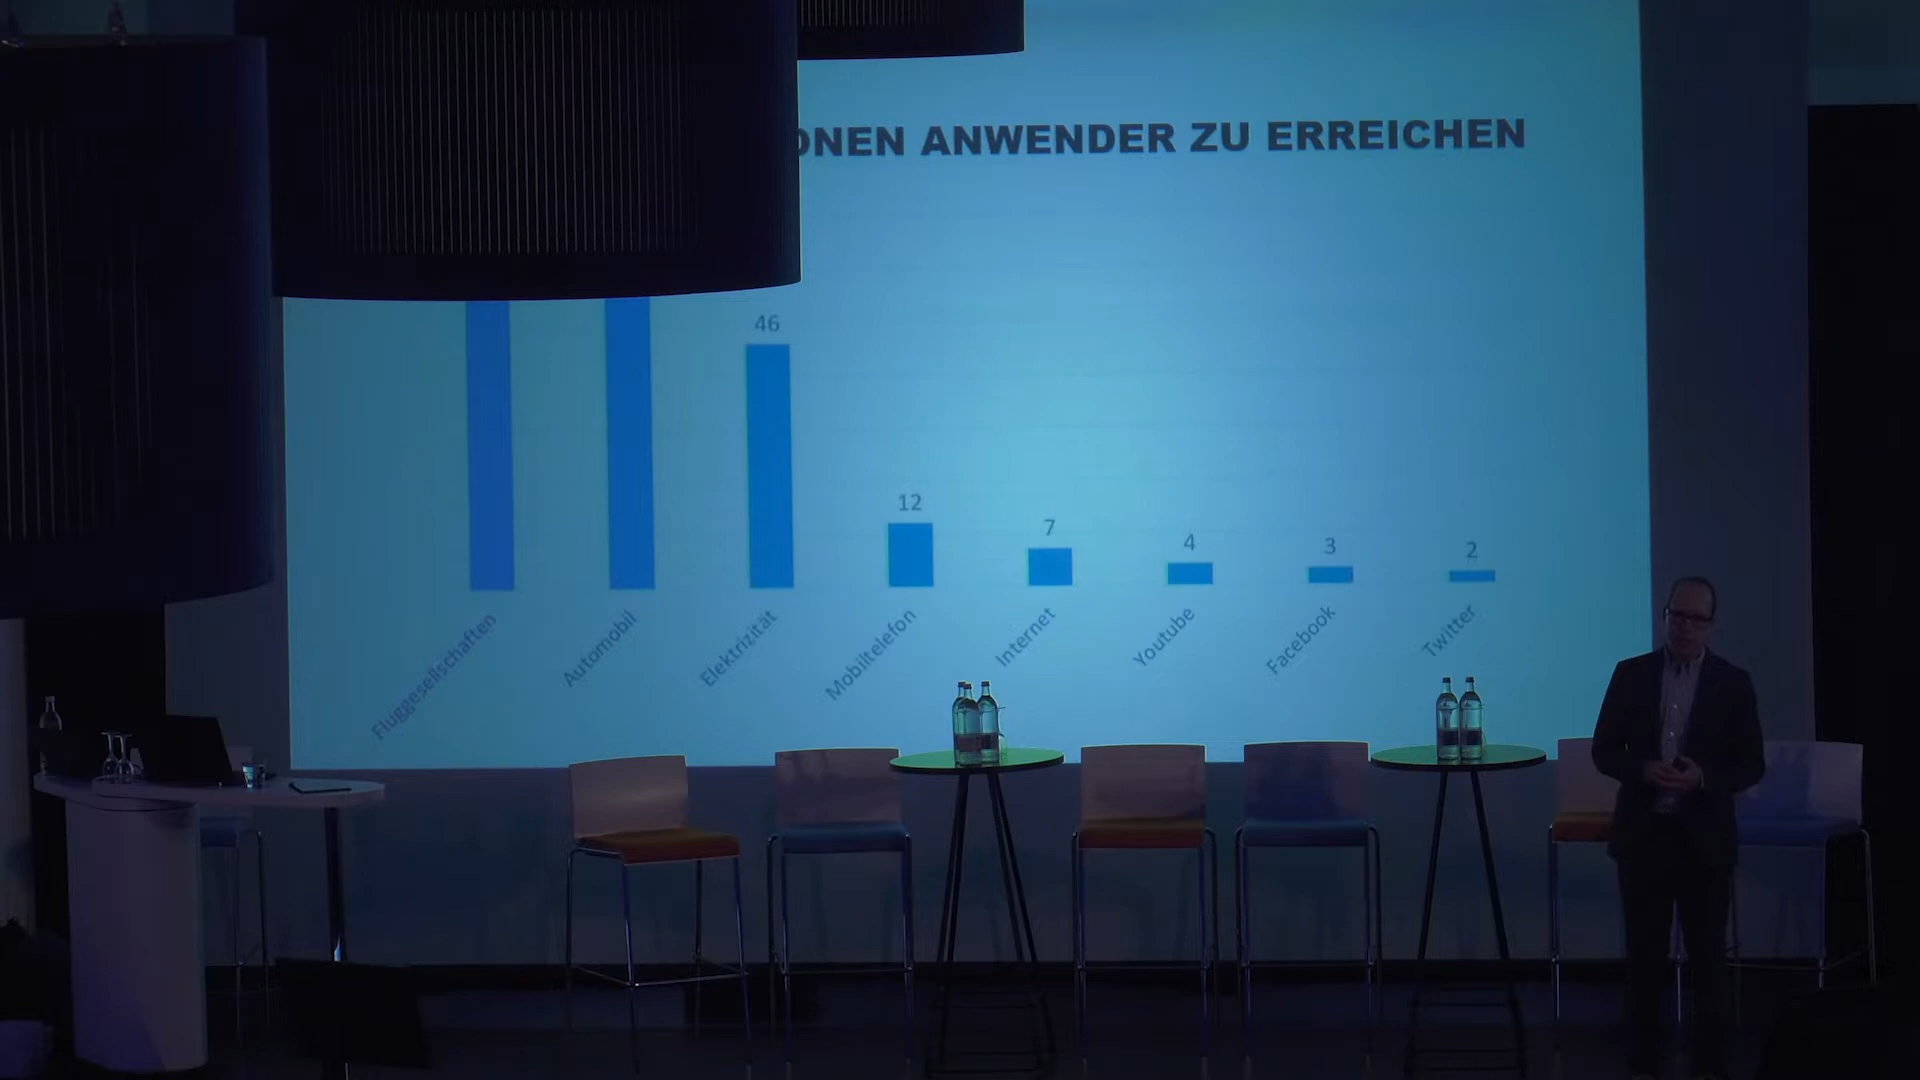 ONEN ANWENDER ZU ERREICHEN
46
12
7
4
3
2
Fluggesellschaften
Automobil
Elektrizität
Mobiltelefon
Internet
Youtube
Facebook
Twitter